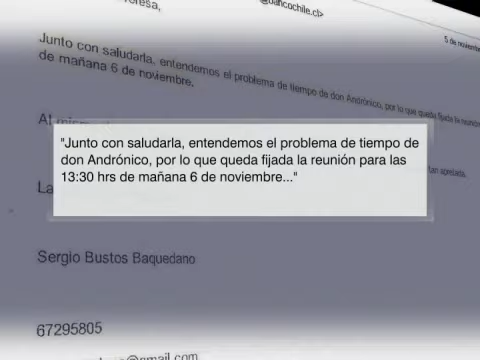 @bancochile.cl>
5 de noviembre
Junto con saludarla, entendemos el problema de tiempo de don Andrónico, por lo que queda fijada la reunión
de mañana 6 de noviembre.
"Junto con saludarla, entendemos el problema de tiempo de
don Andrónico, por lo que queda fijada la reunión para las
13:30 hrs de mañana 6 de noviembre..."
La
Sergio Bustos Baquedano
67295805
@gmail.com